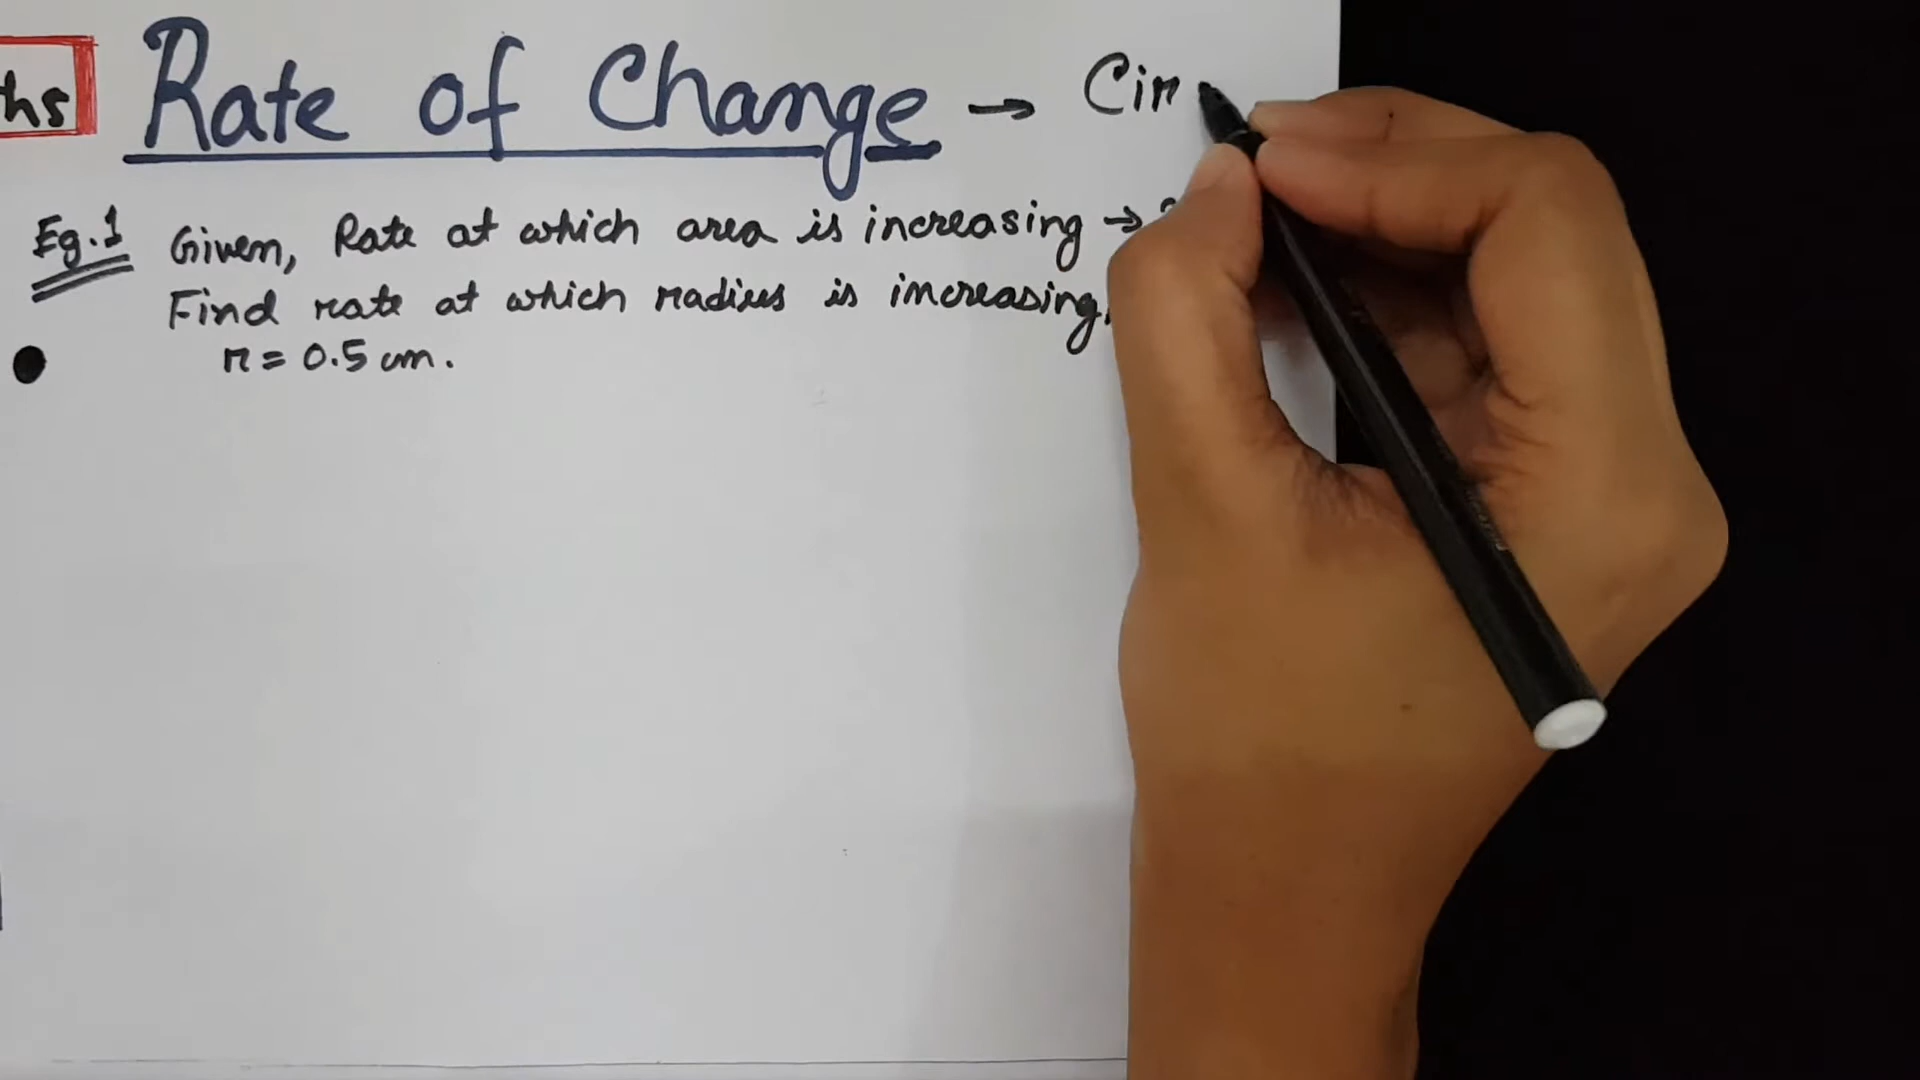 hs Rate of Change → Cir
Eg.1 Given, Rate at which area is increasing →
Find rate at which radius is increasing,
r = 0.5 cm.